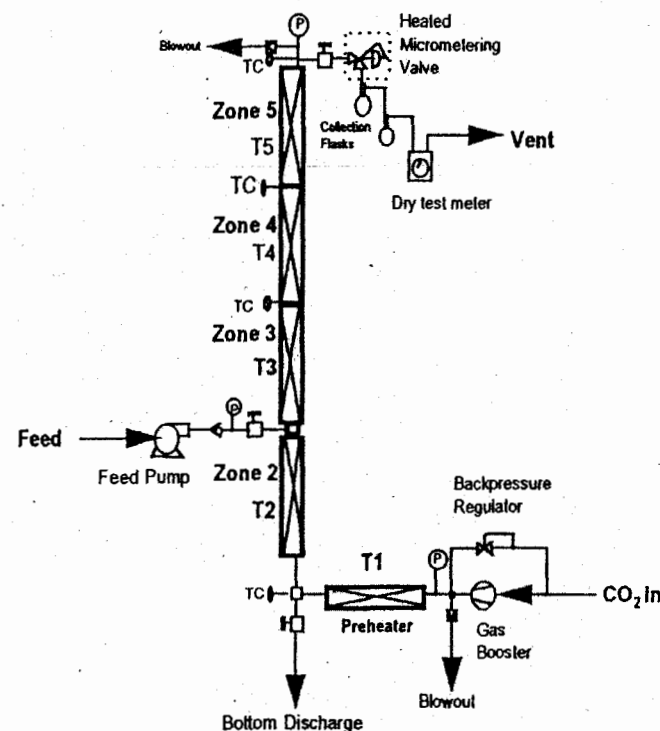 P
Heated
Micrometering
Valve
Blowout
TC
Zone 5
T5
Collection
Flasks
Vent
TC
Dry test meter
Zone 4
T4
TC
Zone 3
T3
P
Feed
Feed Pump
Zone 2
T2
Backpressure
Regulator
T1
P
TC
CO2 in
Preheater
Gas
Booster
Blowout
Bottom Discharge